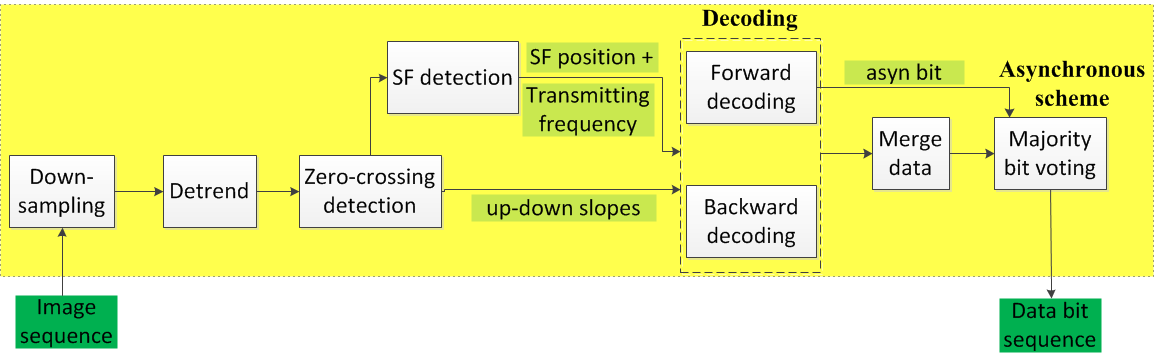 Decoding
SF detection
SF position +
Transmitting
frequency
Forward
decoding
asyn bit
Asynchronous
scheme
Down-
sampling
Detrend
Zero-crossing
detection
up-down slopes
Backward
decoding
Merge
data
Majority
bit voting
Image
sequence
Data bit
sequence